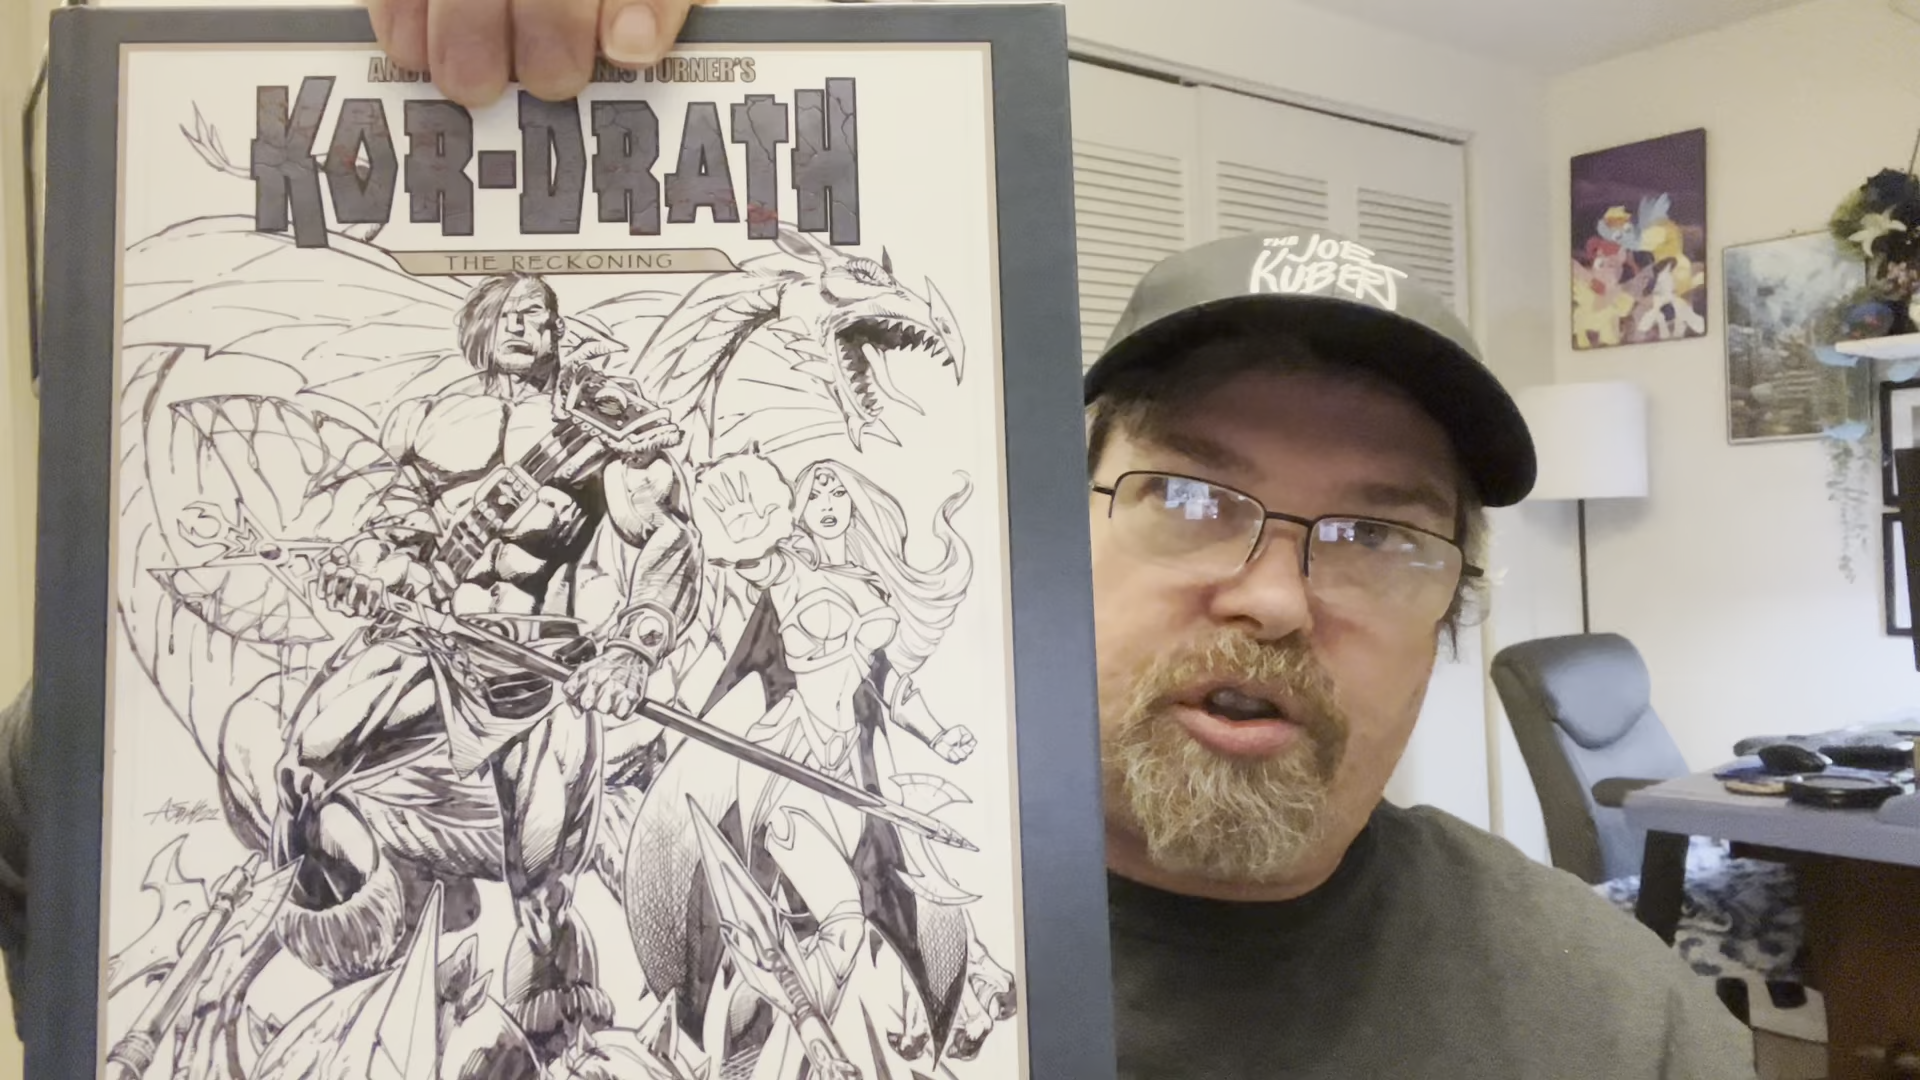 TURNER'S
KOR-DRATH
THE RECKONING
THE JOE
KUBERT